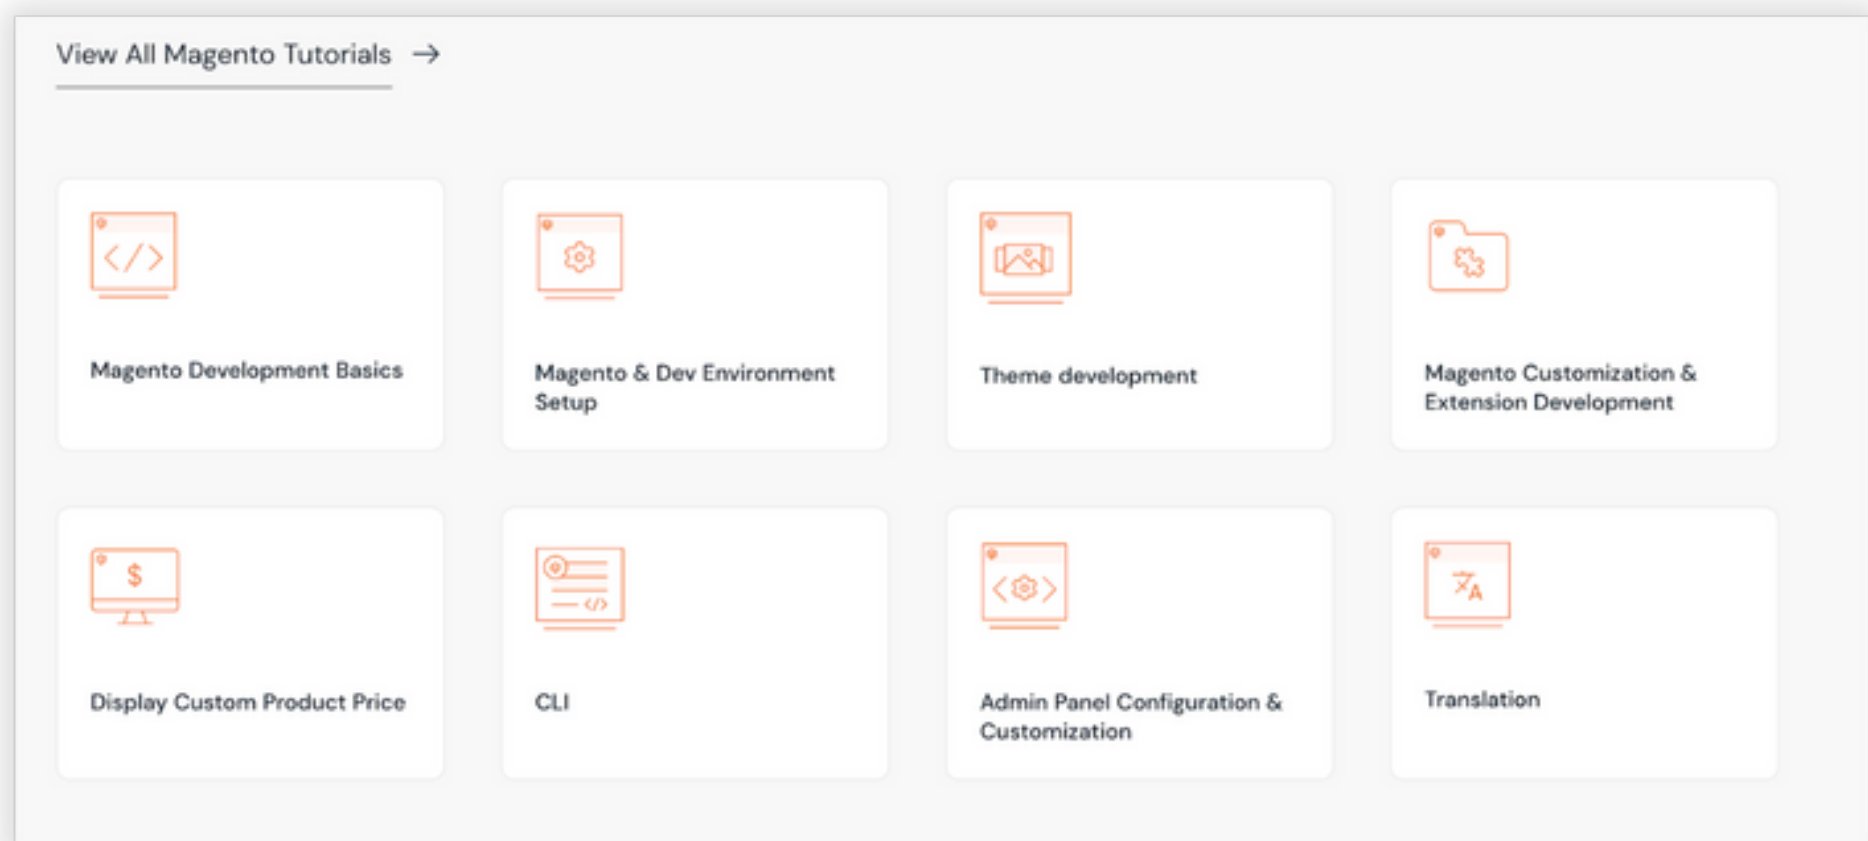 View All Magento Tutorials →
Magento Development Basics
Magento & Dev Environment
Setup
Theme development
Magento Customization &
Extension Development
$
Display Custom Product Price
CLI
Admin Panel Configuration &
Customization
Translation